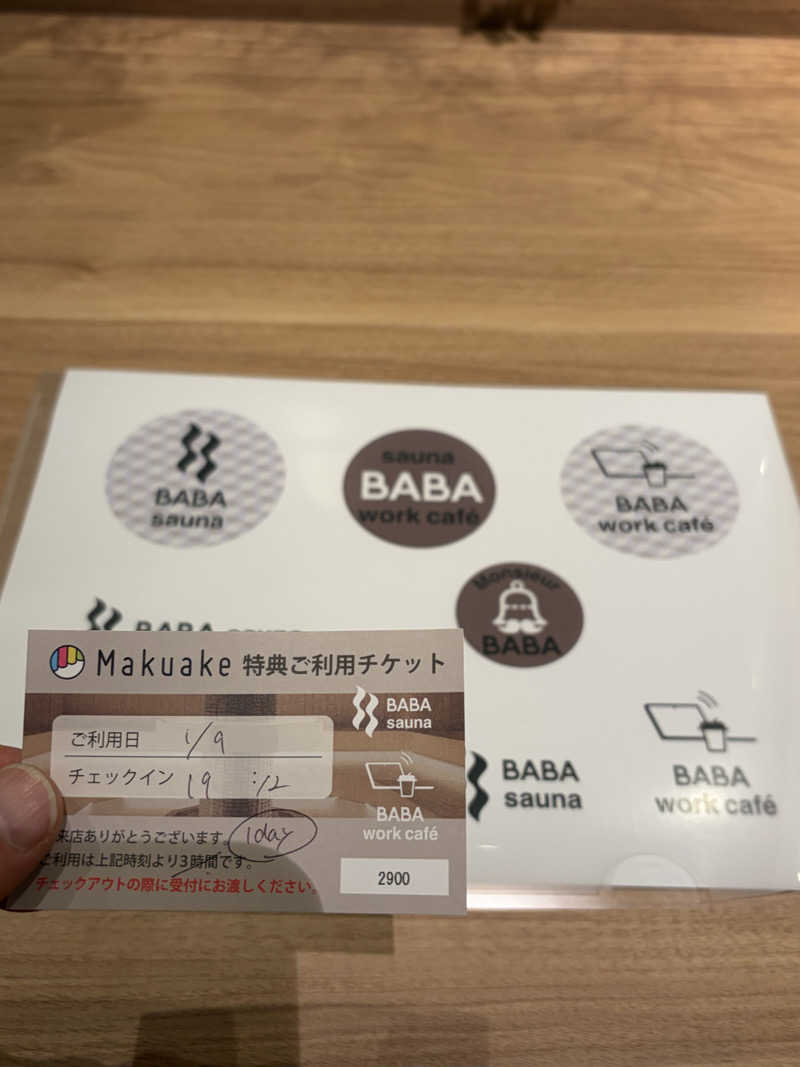 BABA
sauna
sauna
BABA
work café
BABA
work café
Monsieur
BABA
BABA
BABA
sauna
BABA
work café
Makuake 特典ご利用チケット
BABA
sauna
ご利用日 1/9
チェックイン 19:12
BABA
work café
来店ありがとうございます。
1day
ご利用は上記時刻より3時間です。
チェックアウトの際に受付にお渡しください。
2900